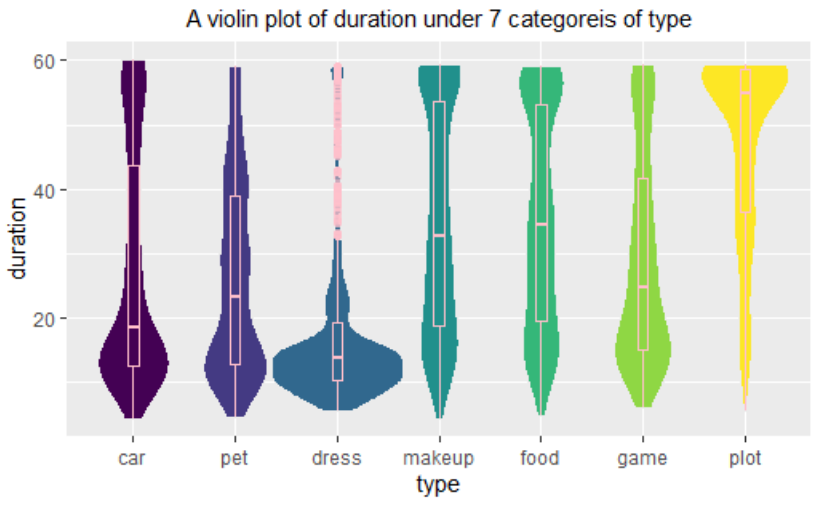 A violin plot of duration under 7 categoreis of type
60
40
20
duration
car pet dress makeup food game plot
type